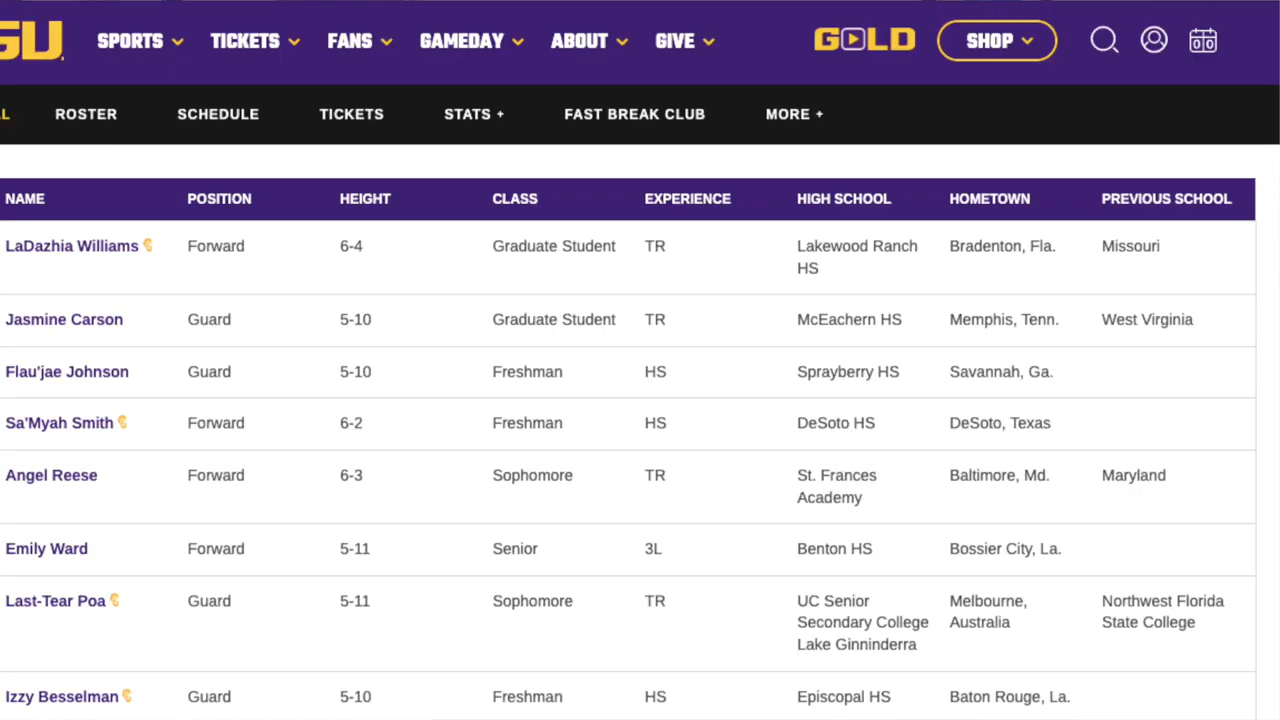 SU
SPORTS TICKETS FANS GAMEDAY ABOUT GIVE GOLD SHOP
L ROSTER SCHEDULE TICKETS STATS + FAST BREAK CLUB MORE +
NAME POSITION HEIGHT CLASS EXPERIENCE HIGH SCHOOL HOMETOWN PREVIOUS SCHOOL
LaDazhia Williams Forward 6-4 Graduate Student TR Lakewood Ranch Bradenton, Fla. Missouri
HS
Jasmine Carson Guard 5-10 Graduate Student TR McEachern HS Memphis, Tenn. West Virginia
Flau'jae Johnson Guard 5-10 Freshman HS Sprayberry HS Savannah, Ga.
Sa'Myah Smith Forward 6-2 Freshman HS DeSoto HS DeSoto, Texas
Angel Reese Forward 6-3 Sophomore TR St. Frances Baltimore, Md. Maryland
Academy
Emily Ward Forward 5-11 Senior 3L Benton HS Bossier City, La.
Last-Tear Poa Guard 5-11 Sophomore TR UC Senior Melbourne, Northwest Florida
Secondary College Australia State College
Lake Ginninderra
Izzy Besselman Guard 5-10 Freshman HS Episcopal HS Baton Rouge, La.